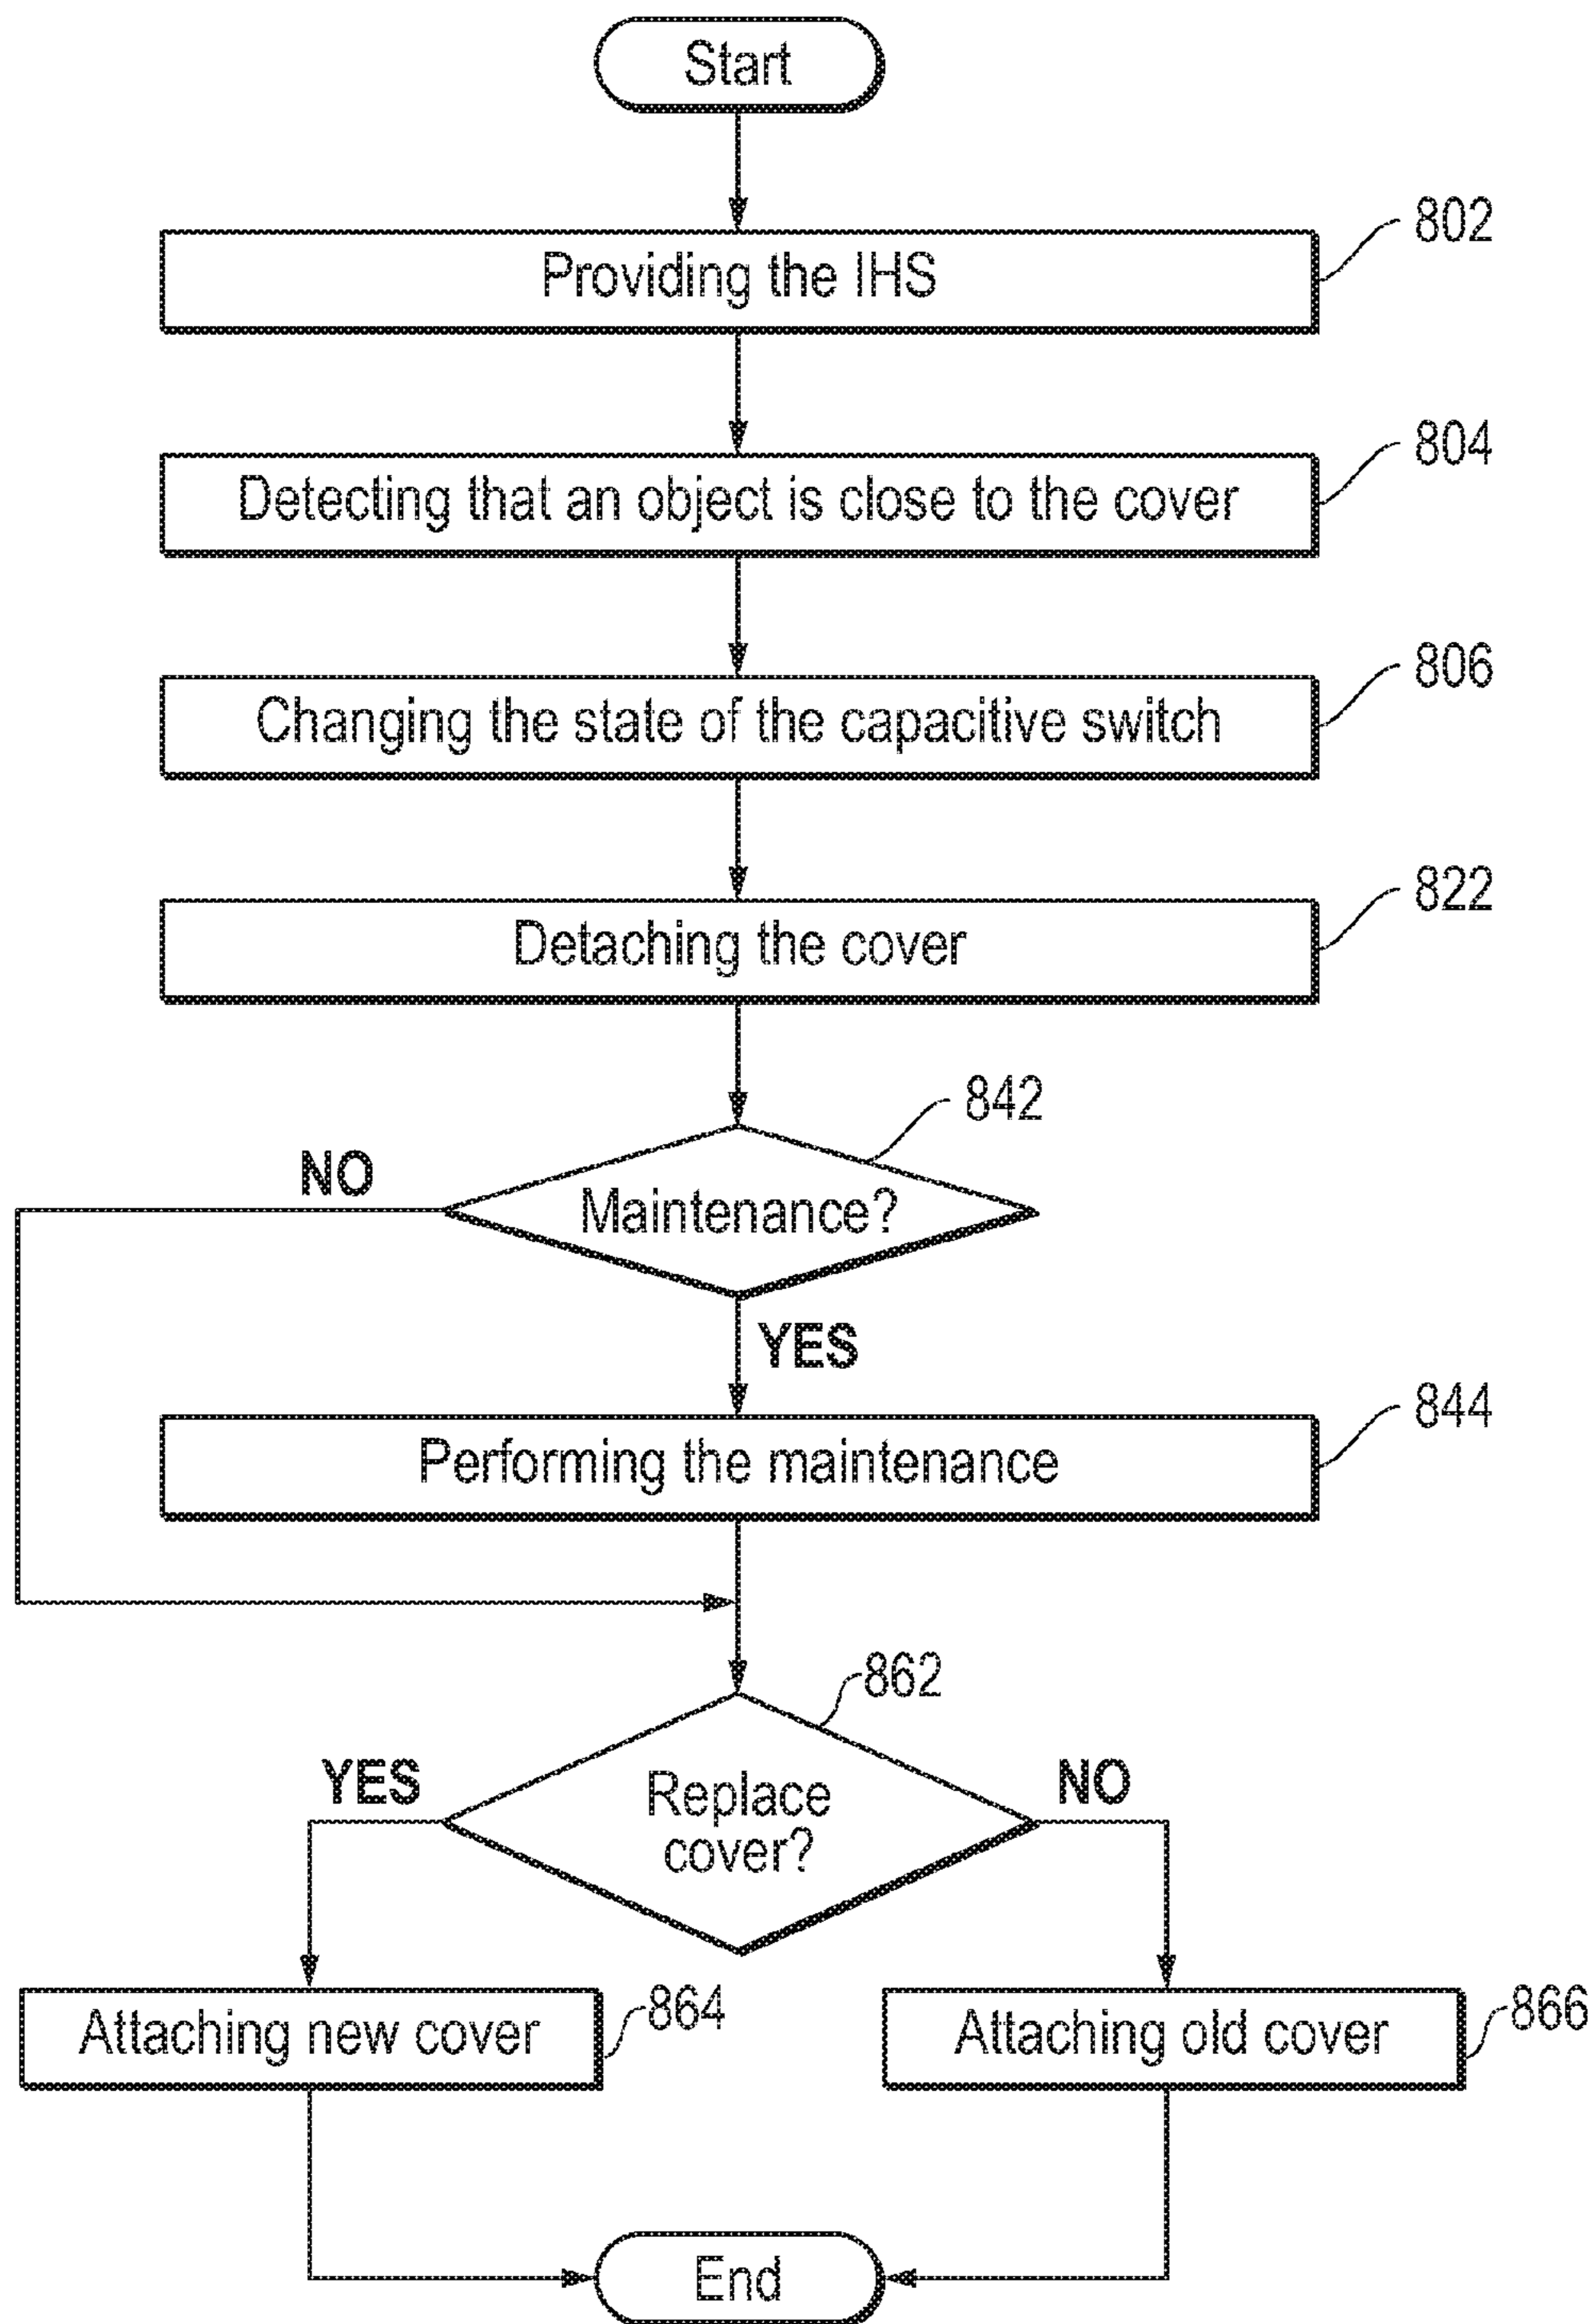 Start
802
Providing the IHS
804
Detecting that an object is close to the cover
806
Changing the state of the capacitive switch
822
Detaching the cover
842
NO
Maintenance?
YES
844
Performing the maintenance
862
YES
NO
Replace
cover?
Attaching new cover
864
Attaching old cover
866
End